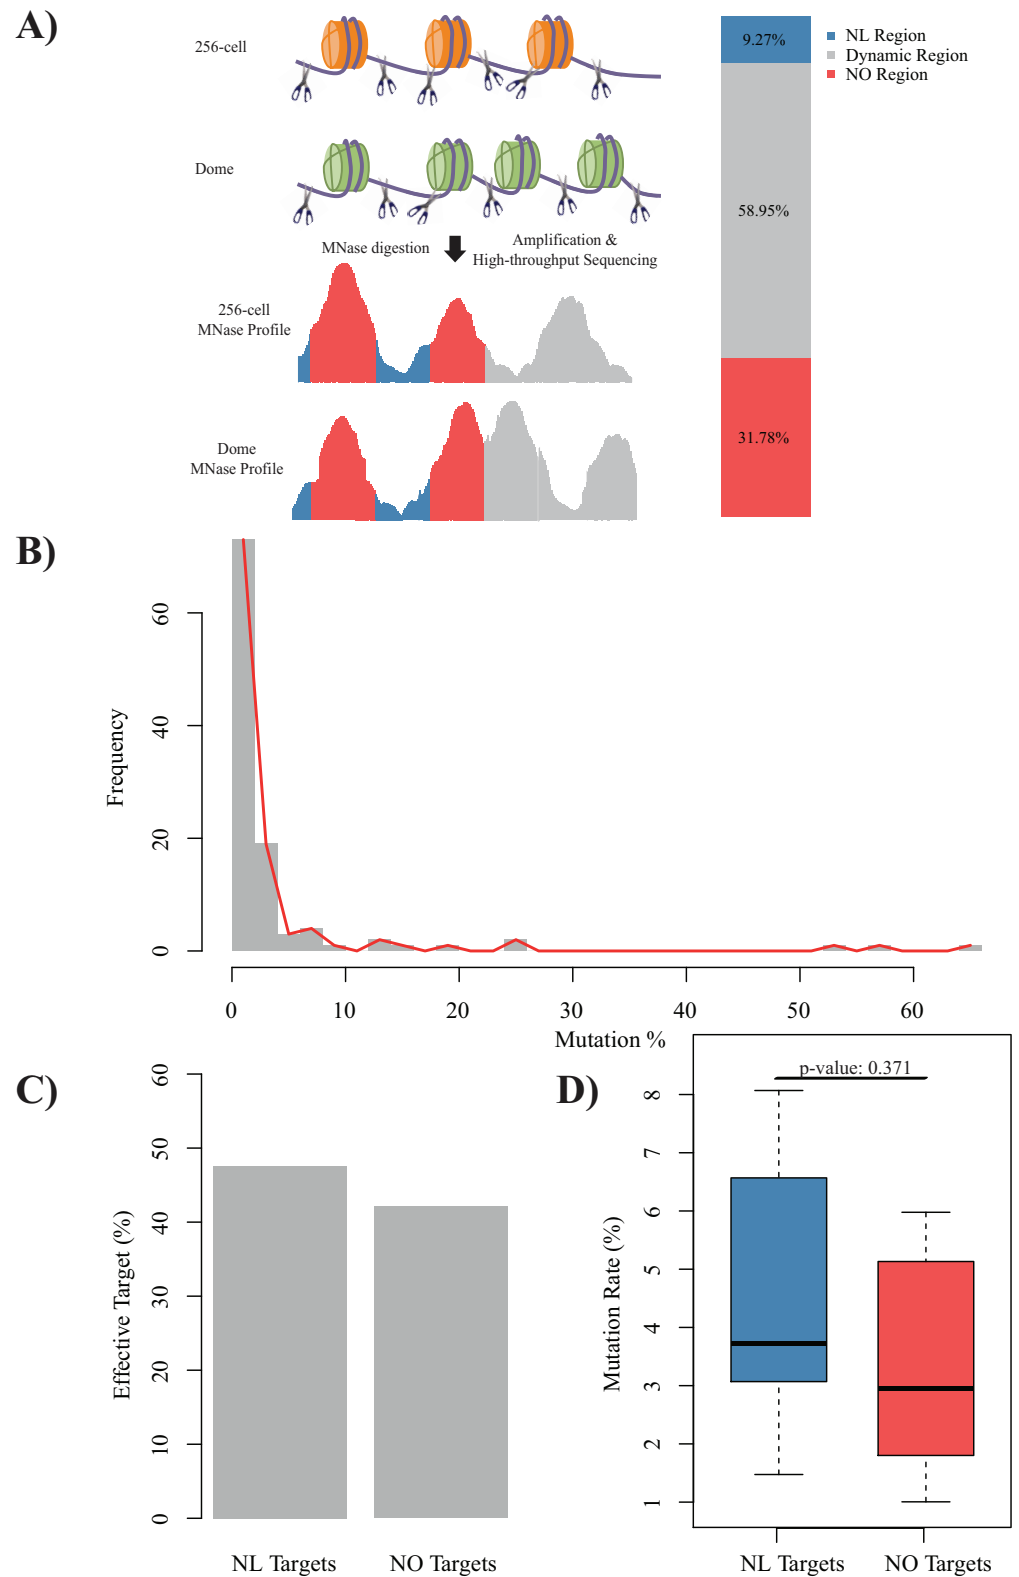 A)
256-cell
Dome
MNase digestion
Amplification &
High-throughput Sequencing
256-cell
MNase Profile
Dome
MNase Profile
9.27%
58.95%
31.78%
NL Region
Dynamic Region
NO Region
B)
Frequency
0
20
40
60
0 10 20 30 40 50 60
Mutation %
C)
Effective Target (%)
0
10
20
30
40
50
60
NL Targets NO Targets
D)
p-value: 0.371
Mutation Rate (%)
1
2
3
4
5
6
7
8
NL Targets NO Targets